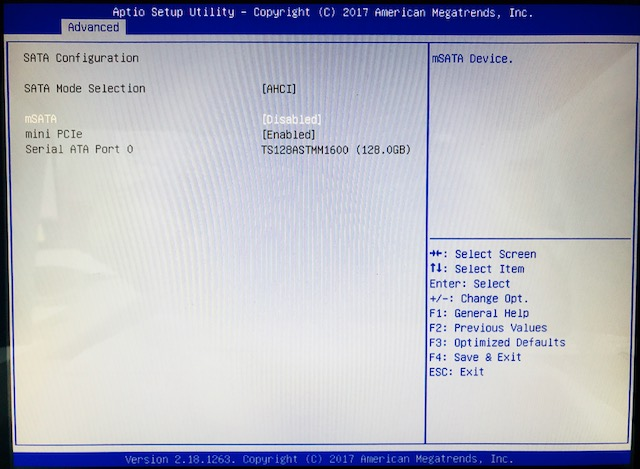 Aptio Setup Utility – Copyright (C) 2017 American Megatrends, Inc.
Advanced
SATA Configuration
SATA Mode Selection [AHCI]
mSATA [Disabled]
mini PCIe [Enabled]
Serial ATA Port 0 TS128ASTMM1600 (128.0GB)
mSATA Device.
→←: Select Screen
↑↓: Select Item
Enter: Select
+/-: Change Opt.
F1: General Help
F2: Previous Values
F3: Optimized Defaults
F4: Save & Exit
ESC: Exit
Version 2.18.1263. Copyright (C) 2017 American Megatrends, Inc.